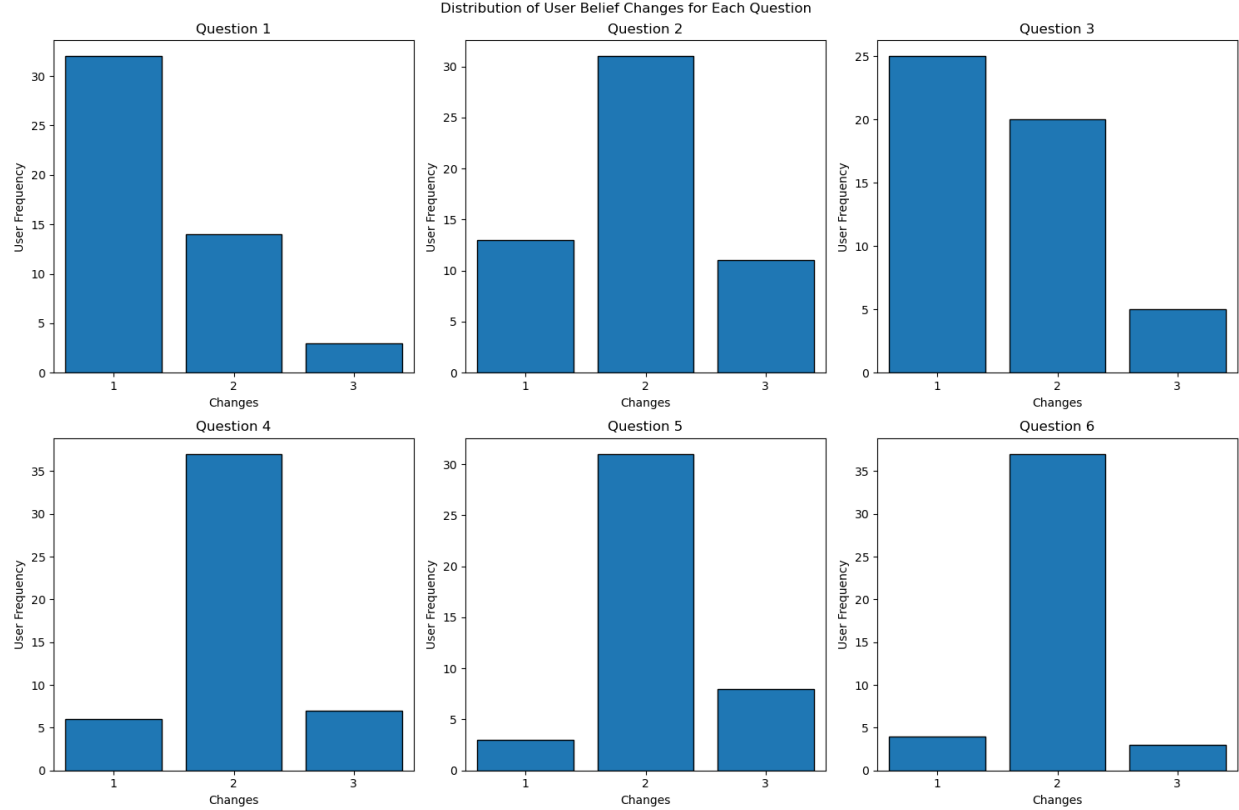 Distribution of User Belief Changes for Each Question
Question 1
User Frequency
30
25
20
15
10
5
0
1 2 3
Changes
Question 2
User Frequency
30
25
20
15
10
5
0
1 2 3
Changes
Question 3
User Frequency
25
20
15
10
5
0
1 2 3
Changes
Question 4
User Frequency
35
30
25
20
15
10
5
0
1 2 3
Changes
Question 5
User Frequency
30
25
20
15
10
5
0
1 2 3
Changes
Question 6
User Frequency
35
30
25
20
15
10
5
0
1 2 3
Changes